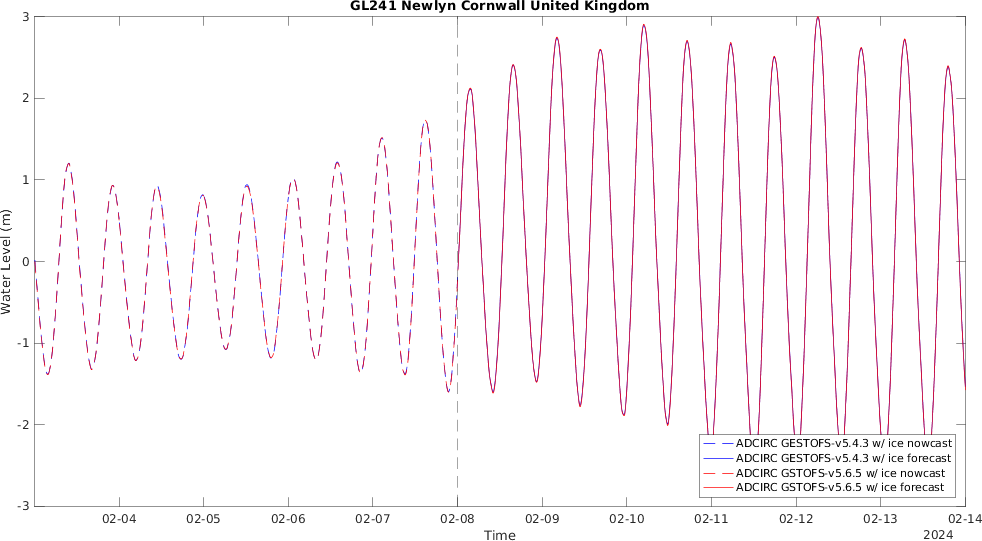 GL241 Newlyn Cornwall United Kingdom
3
2
1
0
-1
-2
-3
Water Level (m)
ADCIRC GESTOFS-v5.4.3 w/ ice nowcast
ADCIRC GESTOFS-v5.4.3 w/ ice forecast
ADCIRC GSTOFS-v5.6.5 w/ ice nowcast
ADCIRC GSTOFS-v5.6.5 w/ ice forecast
02-04 02-05 02-06 02-07 02-08 02-09 02-10 02-11 02-12 02-13 02-14
Time
2024